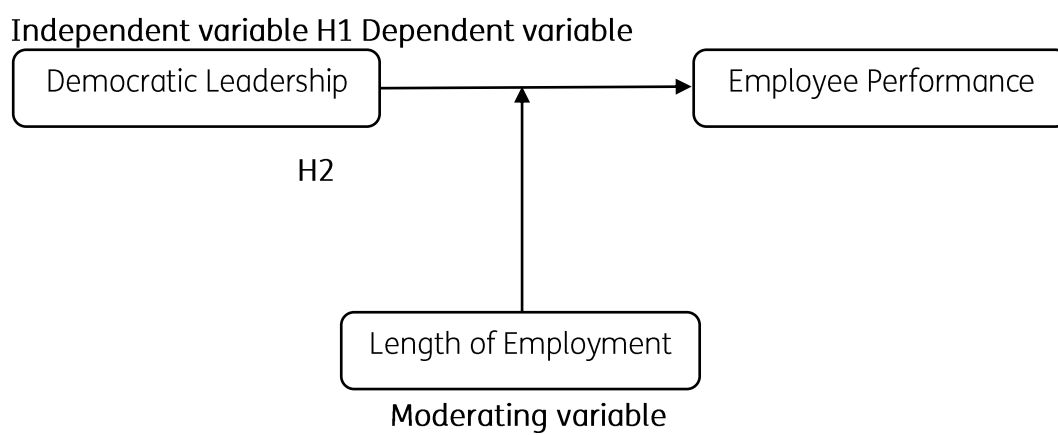 Independent variable H1 Dependent variable
Democratic Leadership
Employee Performance
H2
Length of Employment
Moderating variable